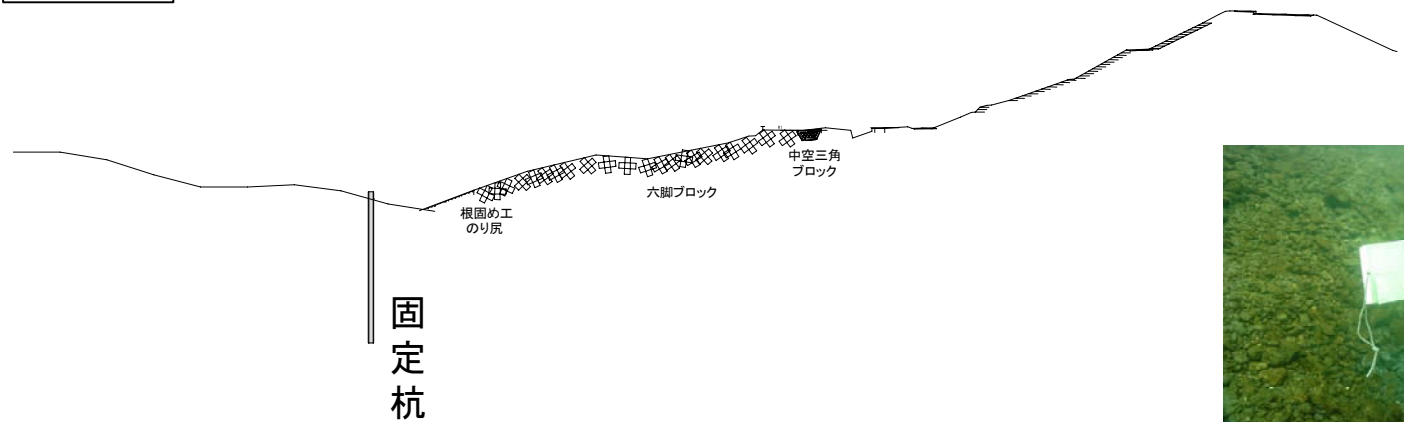 中空三角
ブロック
六脚ブロック
根固め工
のり尻
固定杭